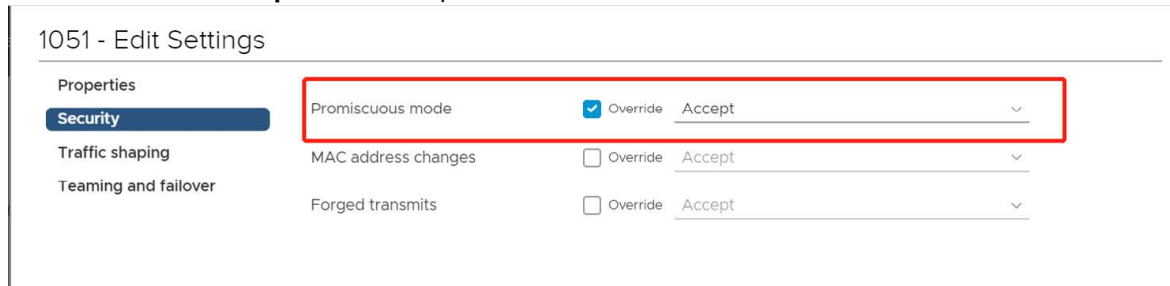 1051 - Edit Settings
Properties
Security
Traffic shaping
Teaming and failover
Promiscuous mode Override Accept
MAC address changes Override Accept
Forged transmits Override Accept